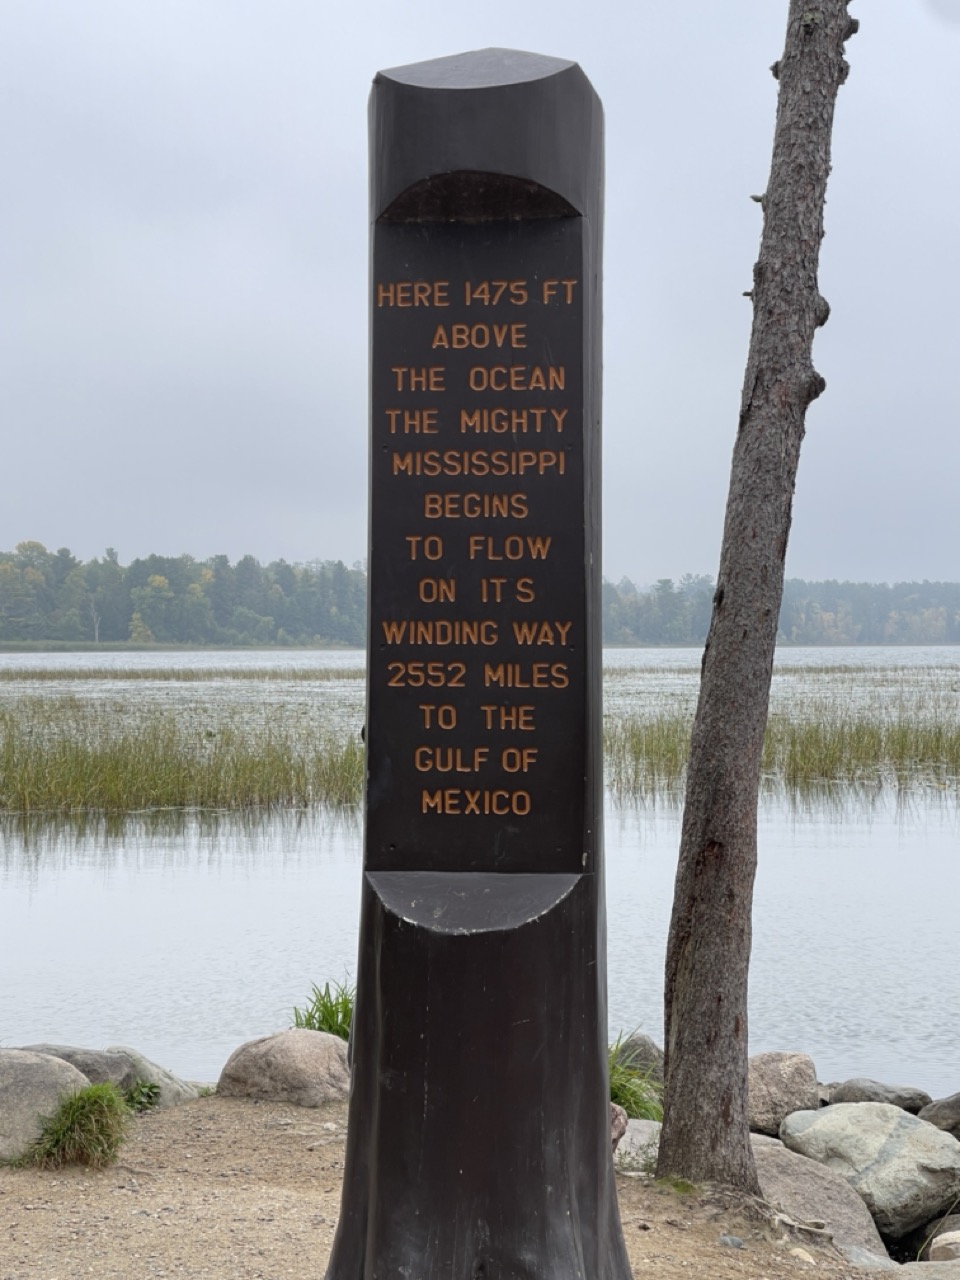 HERE 1475 FT
ABOVE
THE OCEAN
THE MIGHTY
MISSISSIPPI
BEGINS
TO FLOW
ON ITS
WINDING WAY
2552 MILES
TO THE
GULF OF
MEXICO